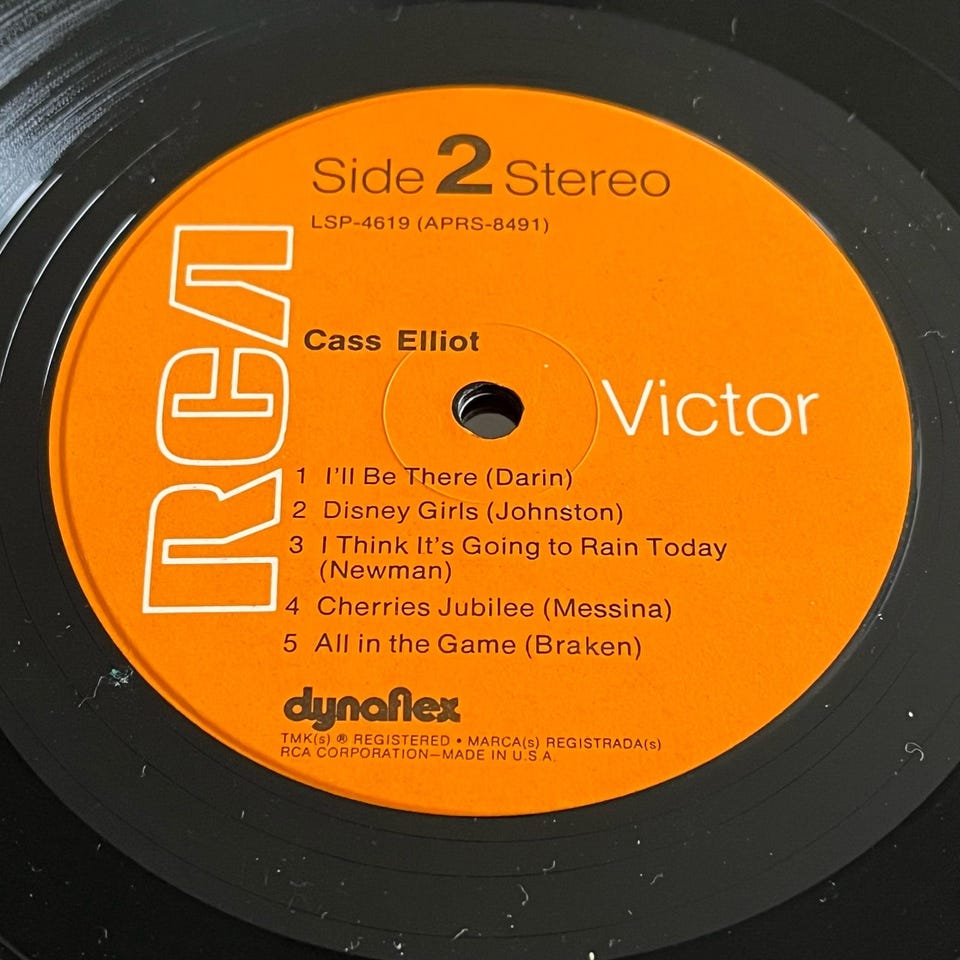 Side 2 Stereo
LSP-4619 (APRS-8491)
RCA
Cass Elliot
Victor
1 I'll Be There (Darin)
2 Disney Girls (Johnston)
3 I Think It's Going to Rain Today
(Newman)
4 Cherries Jubilee (Messina)
5 All in the Game (Braken)
dynaflex
TMK(s) ® REGISTERED • MARCA(s) REGISTRADA(s)
RCA CORPORATION—MADE IN U.S.A.